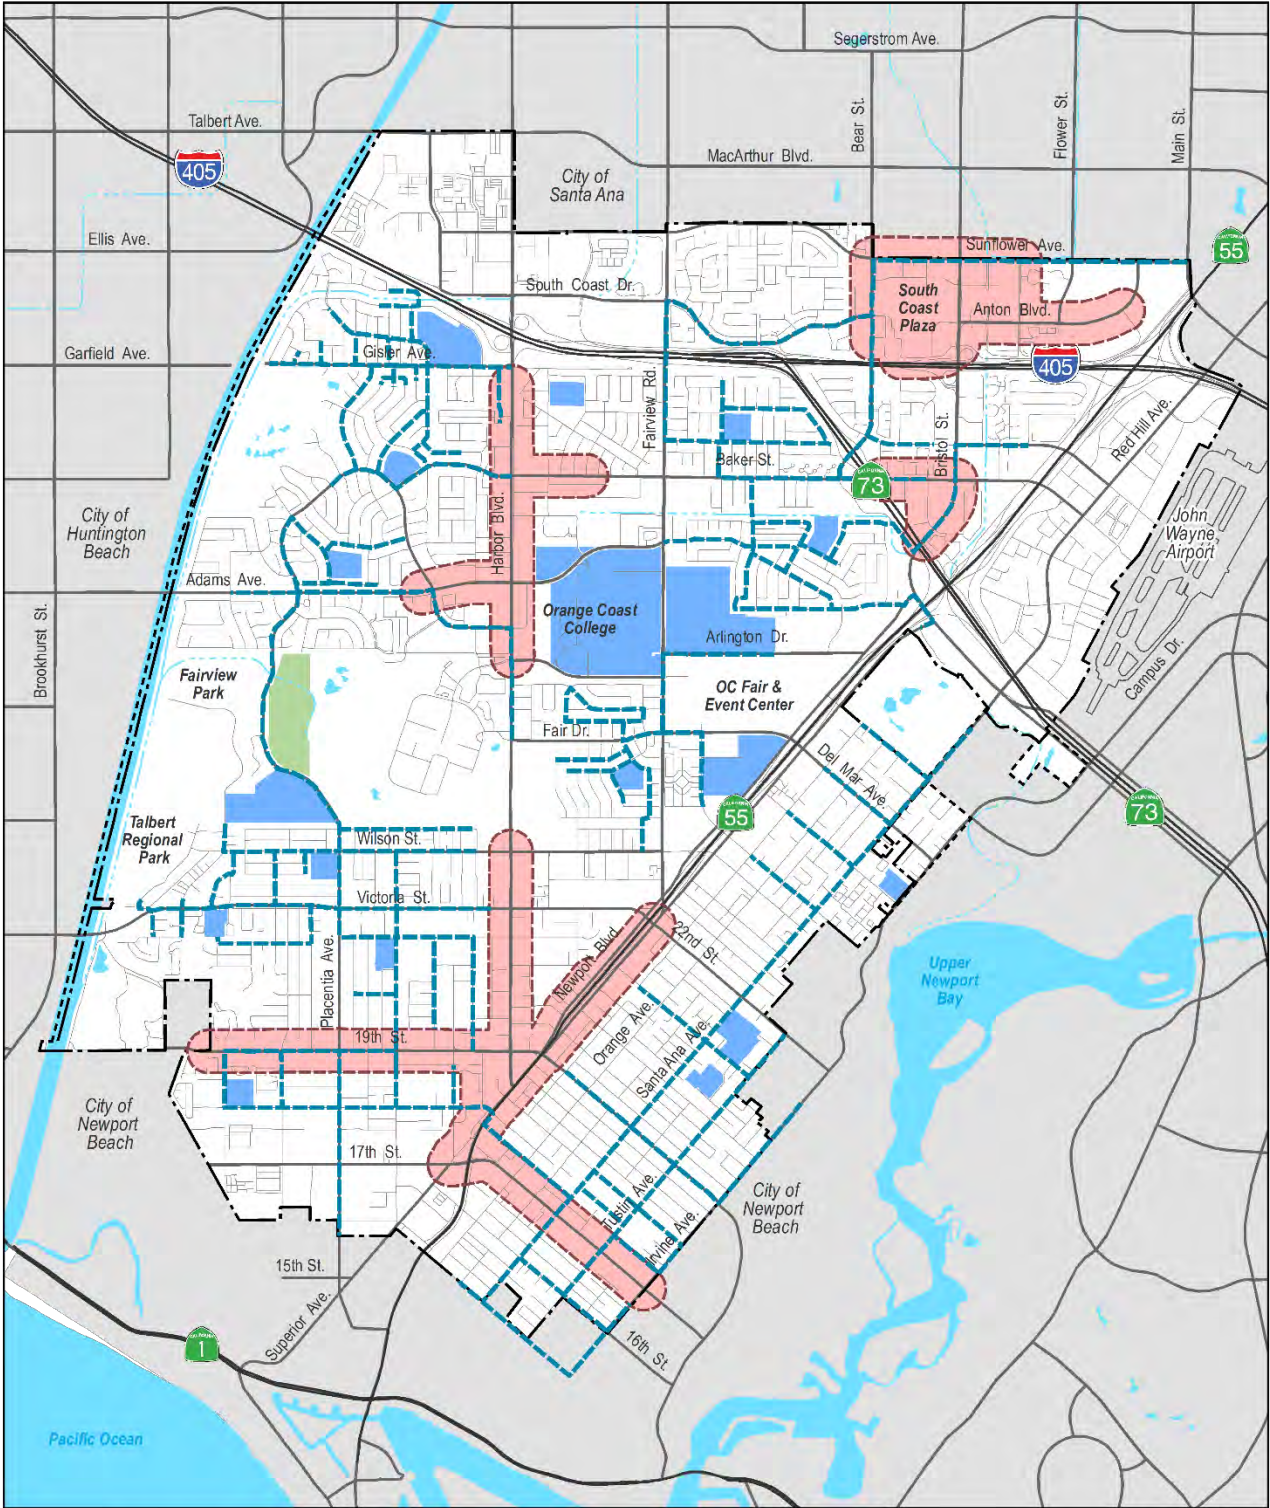 Segerstrom Ave.
Talbert Ave.
Bear St.
Flower St.
Main St.
MacArthur Blvd.
405
City of
Santa Ana
Ellis Ave.
Sunflower Ave.
55
South Coast Dr.
South
Coast
Plaza
Anton Blvd.
Garfield Ave.
Gisler Ave.
405
Fairview Rd.
Bristol St.
Red Hill Ave.
Baker St.
73
City of
Huntington
Beach
Harbor Blvd.
John
Wayne
Airport
Adams Ave.
Brookhurst St.
Orange Coast
College
Arlington Dr.
Campus Dr.
Fairview
Park
OC Fair &
Event Center
Fair Dr.
Del Mar Ave.
55
73
Talbert
Regional
Park
Wilson St.
Victoria St.
Placentia Ave.
Newport Blvd.
22nd St.
Upper
Newport
Bay
19th St.
Orange Ave.
Santa Ana Ave.
City of
Newport
Beach
17th St.
Tustin Ave.
Irvine Ave.
City of
Newport
Beach
15th St.
Superior Ave.
16th St.
1
Pacific Ocean